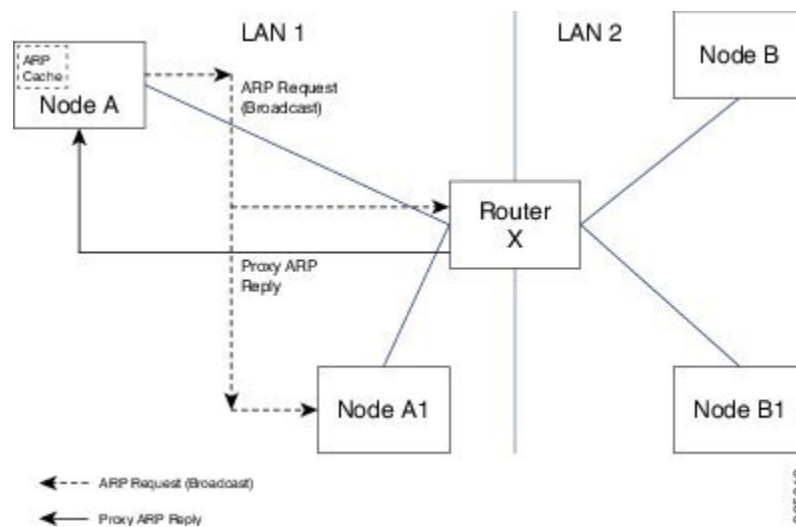 LAN 1
LAN 2
ARP
Cache
Node A
Node B
ARP Request
(Broadcast)
Router
X
Proxy ARP
Reply
Node A1
Node B1
ARP Request (Broadcast)
Proxy ARP Reply